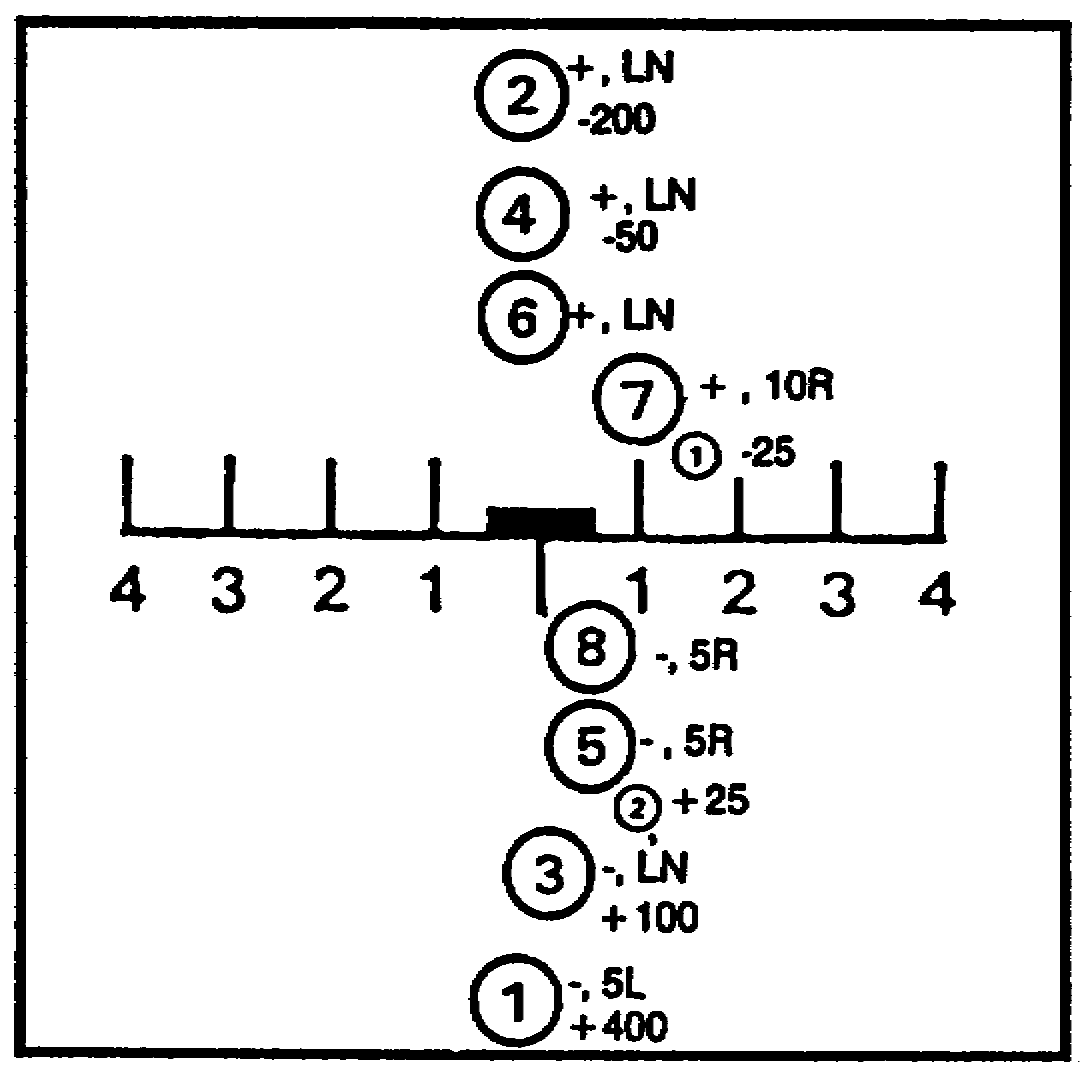 2 +, LN
-200
4 +, LN
-50
6 +, LN
7 + , 10R
1 -25
4 3 2 1 1 2 3 4
8 -, 5R
5 - , 5R
2 +25
3 -, LN
+100
1 -, 5L
+400